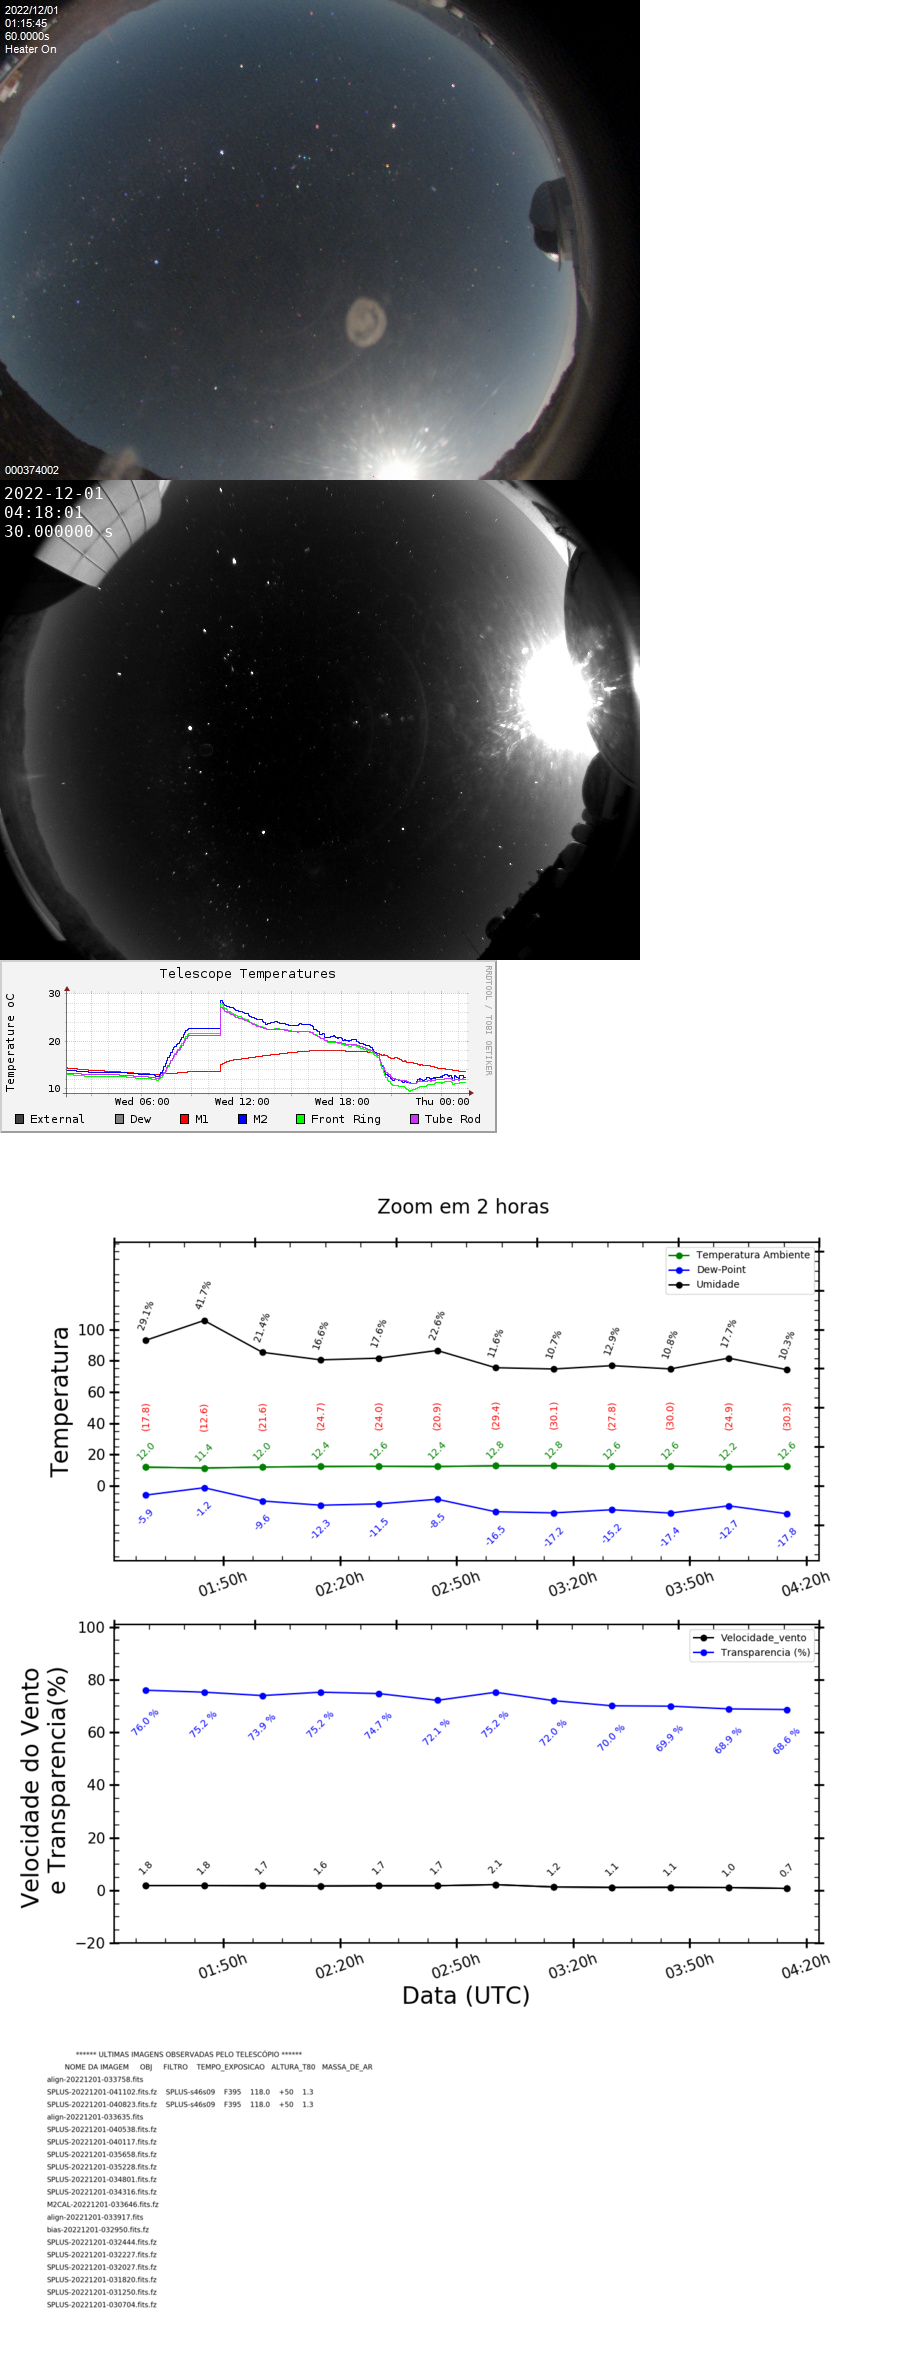 2022/12/01
01:15:45
60.0000s
Heater On
000374002
2022-12-01
04:18:01
30.000000 s
Telescope Temperatures
RRDTOOL / TOBI OETIKER
Temperature oC
30
20
10
Wed 06:00 Wed 12:00 Wed 18:00 Thu 00:00
External Dew M1 M2 Front Ring Tube Rod
Zoom em 2 horas
Temperatura Ambiente
Dew-Point
Umidade
Temperatura
100
80
60
40
20
0
29.1% 41.7% 21.4% 16.6% 17.6% 22.6% 11.6% 10.7% 12.9% 10.8% 17.7% 10.3%
(17.8) (12.6) (21.6) (24.7) (24.0) (20.9) (29.4) (30.1) (27.8) (30.0) (24.9) (30.3)
12.0 11.4 12.0 12.4 12.6 12.4 12.8 12.8 12.6 12.6 12.2 12.6
-5.9 -1.2 -9.6 -12.3 -11.5 -8.5 -16.5 -17.2 -15.2 -17.4 -12.7 -17.8
01:50h 02:20h 02:50h 03:20h 03:50h 04:20h
Velocidade_vento
Transparencia (%)
Velocidade do Vento
e Transparencia(%)
100
80
60
40
20
0
−20
76.0 % 75.2 % 73.9 % 75.2 % 74.7 % 72.1 % 75.2 % 72.0 % 70.0 % 69.9 % 68.9 % 68.6 %
1.8 1.8 1.7 1.6 1.7 1.7 2.1 1.2 1.1 1.1 1.0 0.7
01:50h 02:20h 02:50h 03:20h 03:50h 04:20h
Data (UTC)
****** ULTIMAS IMAGENS OBSERVADAS PELO TELESCÓPIO ******
NOME DA IMAGEM OBJ FILTRO TEMPO_EXPOSICAO ALTURA_T80 MASSA_DE_AR
align-20221201-033758.fits
SPLUS-20221201-041102.fits.fz SPLUS-s46s09 F395 118.0 +50 1.3
SPLUS-20221201-040823.fits.fz SPLUS-s46s09 F395 118.0 +50 1.3
align-20221201-033635.fits
SPLUS-20221201-040538.fits.fz
SPLUS-20221201-040117.fits.fz
SPLUS-20221201-035658.fits.fz
SPLUS-20221201-035228.fits.fz
SPLUS-20221201-034801.fits.fz
SPLUS-20221201-034316.fits.fz
M2CAL-20221201-033646.fits.fz
align-20221201-033917.fits
bias-20221201-032950.fits.fz
SPLUS-20221201-032444.fits.fz
SPLUS-20221201-032227.fits.fz
SPLUS-20221201-032027.fits.fz
SPLUS-20221201-031820.fits.fz
SPLUS-20221201-031250.fits.fz
SPLUS-20221201-030704.fits.fz